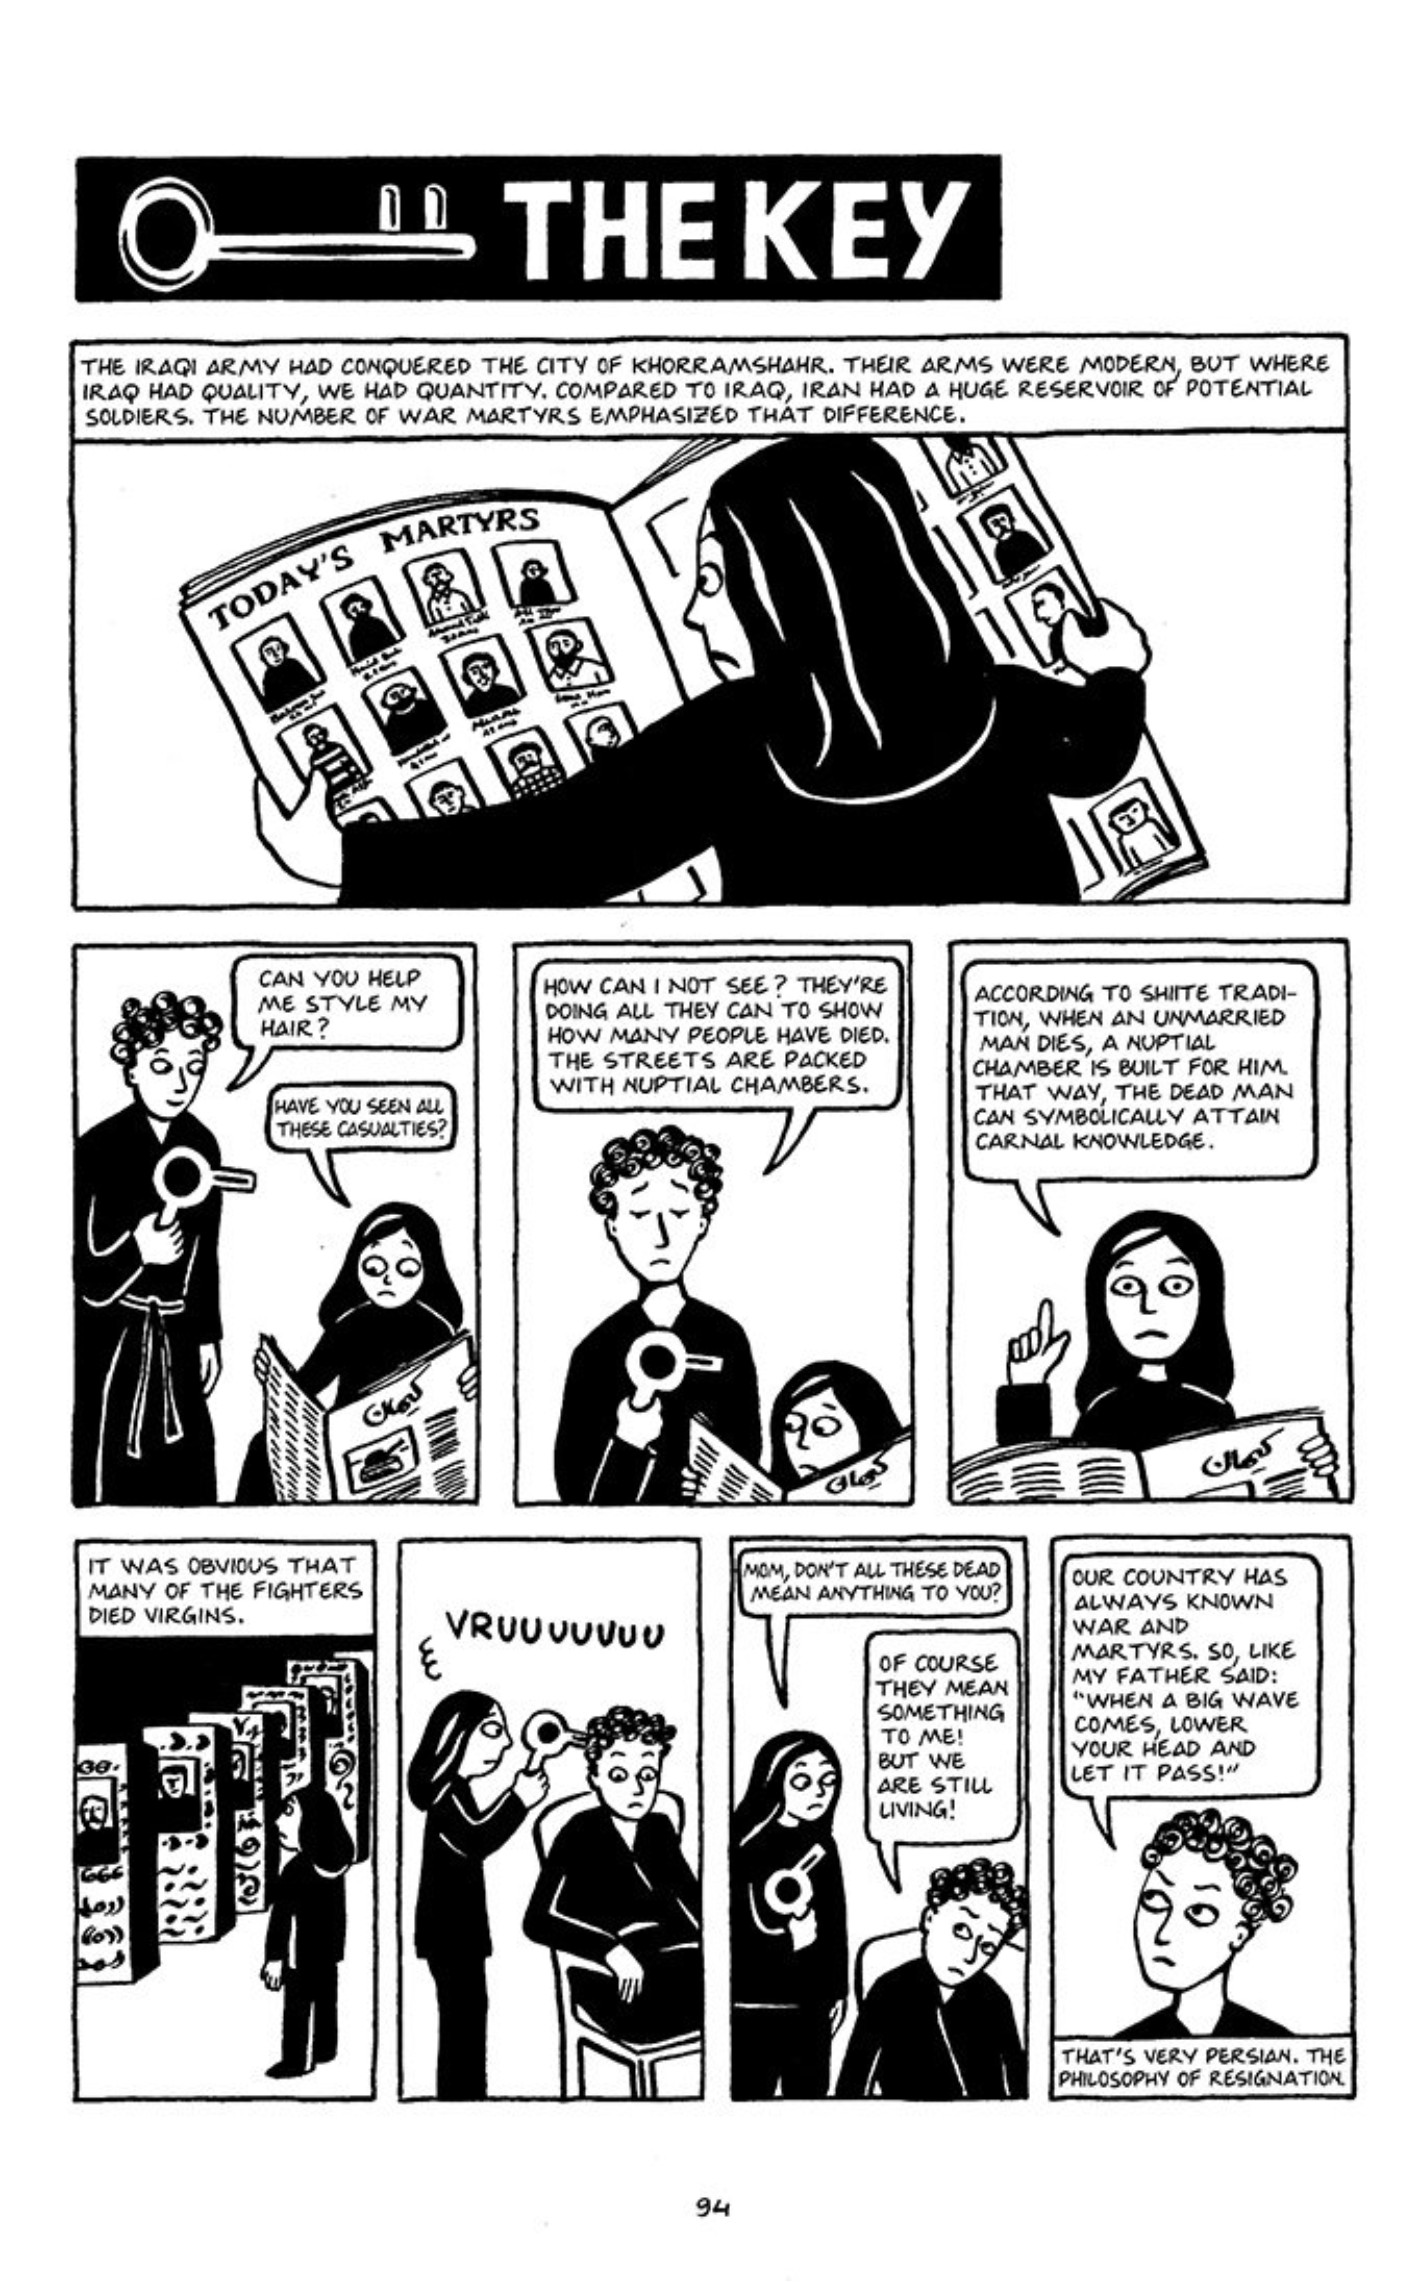 THE KEY
THE IRAQI ARMY HAD CONQUERED THE CITY OF KHORRAMSHAHR. THEIR ARMS WERE MODERN, BUT WHERE
IRAQ HAD QUALITY, WE HAD QUANTITY. COMPARED TO IRAQ, IRAN HAD A HUGE RESERVOIR OF POTENTIAL
SOLDIERS. THE NUMBER OF WAR MARTYRS EMPHASIZED THAT DIFFERENCE.
TODAY'S MARTYRS
CAN YOU HELP
ME STYLE MY
HAIR?
HAVE YOU SEEN ALL
THESE CASUALTIES?
HOW CAN I NOT SEE? THEY'RE
DOING ALL THEY CAN TO SHOW
HOW MANY PEOPLE HAVE DIED.
THE STREETS ARE PACKED
WITH NUPTIAL CHAMBERS.
ACCORDING TO SHIITE TRADI-
TION, WHEN AN UNMARRIED
MAN DIES, A NUPTIAL
CHAMBER IS BUILT FOR HIM.
THAT WAY, THE DEAD MAN
CAN SYMBOLICALLY ATTAIN
CARNAL KNOWLEDGE.
IT WAS OBVIOUS THAT
MANY OF THE FIGHTERS
DIED VIRGINS.
VRUUUUUUU
MOM, DON'T ALL THESE DEAD
MEAN ANYTHING TO YOU?
OF COURSE
THEY MEAN
SOMETHING
TO ME!
BUT WE
ARE STILL
LIVING!
OUR COUNTRY HAS
ALWAYS KNOWN
WAR AND
MARTYRS. SO, LIKE
MY FATHER SAID:
"WHEN A BIG WAVE
COMES, LOWER
YOUR HEAD AND
LET IT PASS!"
THAT'S VERY PERSIAN. THE
PHILOSOPHY OF RESIGNATION.
94